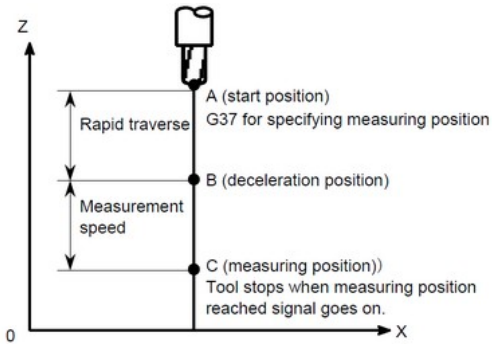 Z
A (start position)
G37 for specifying measuring position
Rapid traverse
B (deceleration position)
Measurement
speed
C (measuring position))
Tool stops when measuring position
reached signal goes on.
0
X